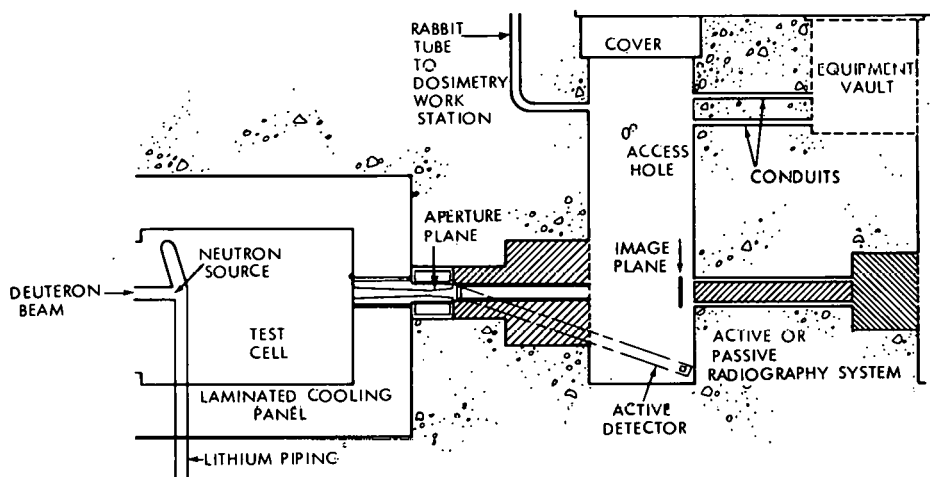 RABBIT
TUBE
TO
DOSIMETRY
WORK
STATION
COVER
EQUIPMENT
VAULT
ACCESS
HOLE
CONDUITS
APERTURE
PLANE
IMAGE
PLANE
NEUTRON
SOURCE
DEUTERON
BEAM
TEST
CELL
LAMINATED COOLING
PANEL
ACTIVE OR
PASSIVE
RADIOGRAPHY SYSTEM
ACTIVE
DETECTOR
LITHIUM PIPING